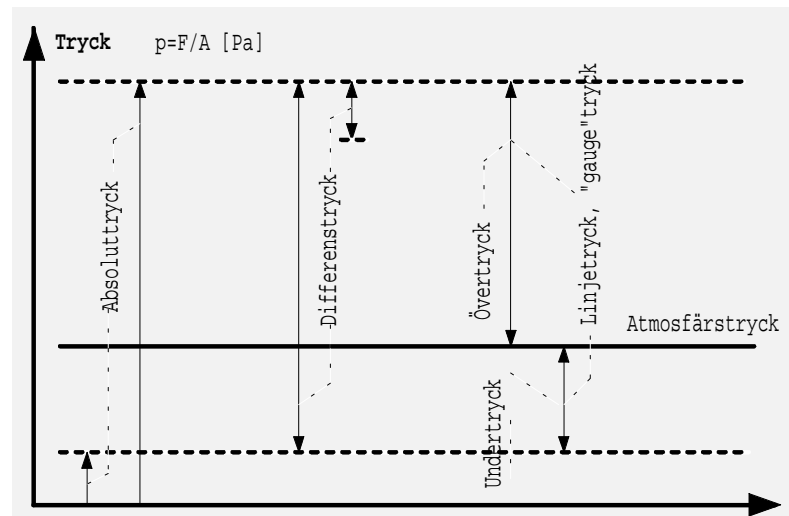 Tryck p=F/A [Pa]
Absoluttryck
Differenstryck
Övertryck
Undertryck
Linjetryck, "gauge"tryck
Atmosfärstryck